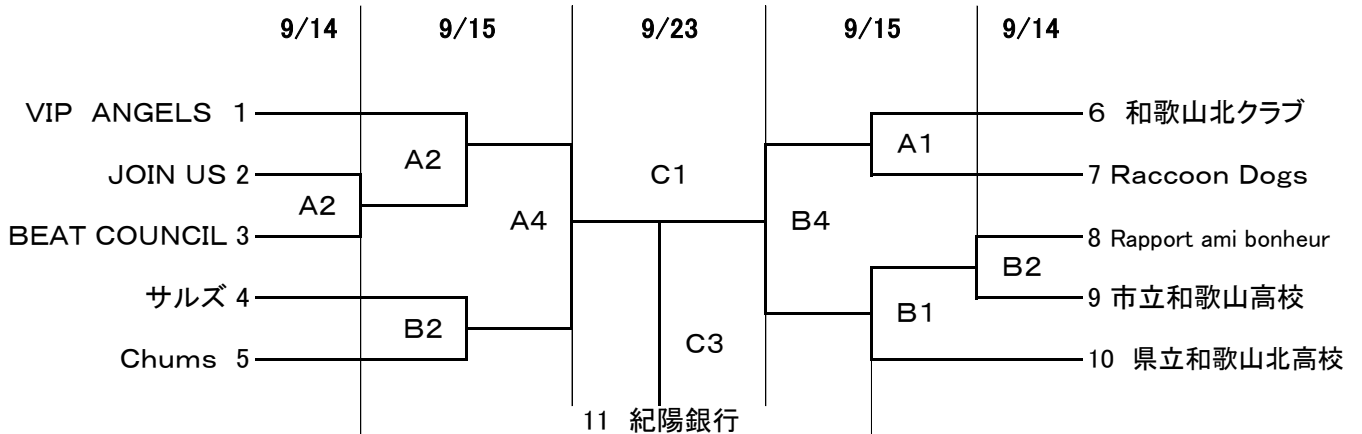 9/14 9/15 9/23 9/15 9/14
VIP ANGELS 1 6 和歌山北クラブ
A2 A1
JOIN US 2 C1 7 Raccoon Dogs
A2
BEAT COUNCIL 3 A4 B4 8 Rapport ami bonheur
B2
サルズ 4 9 市立和歌山高校
B2 B1
C3
Chums 5 10 県立和歌山北高校
11 紀陽銀行